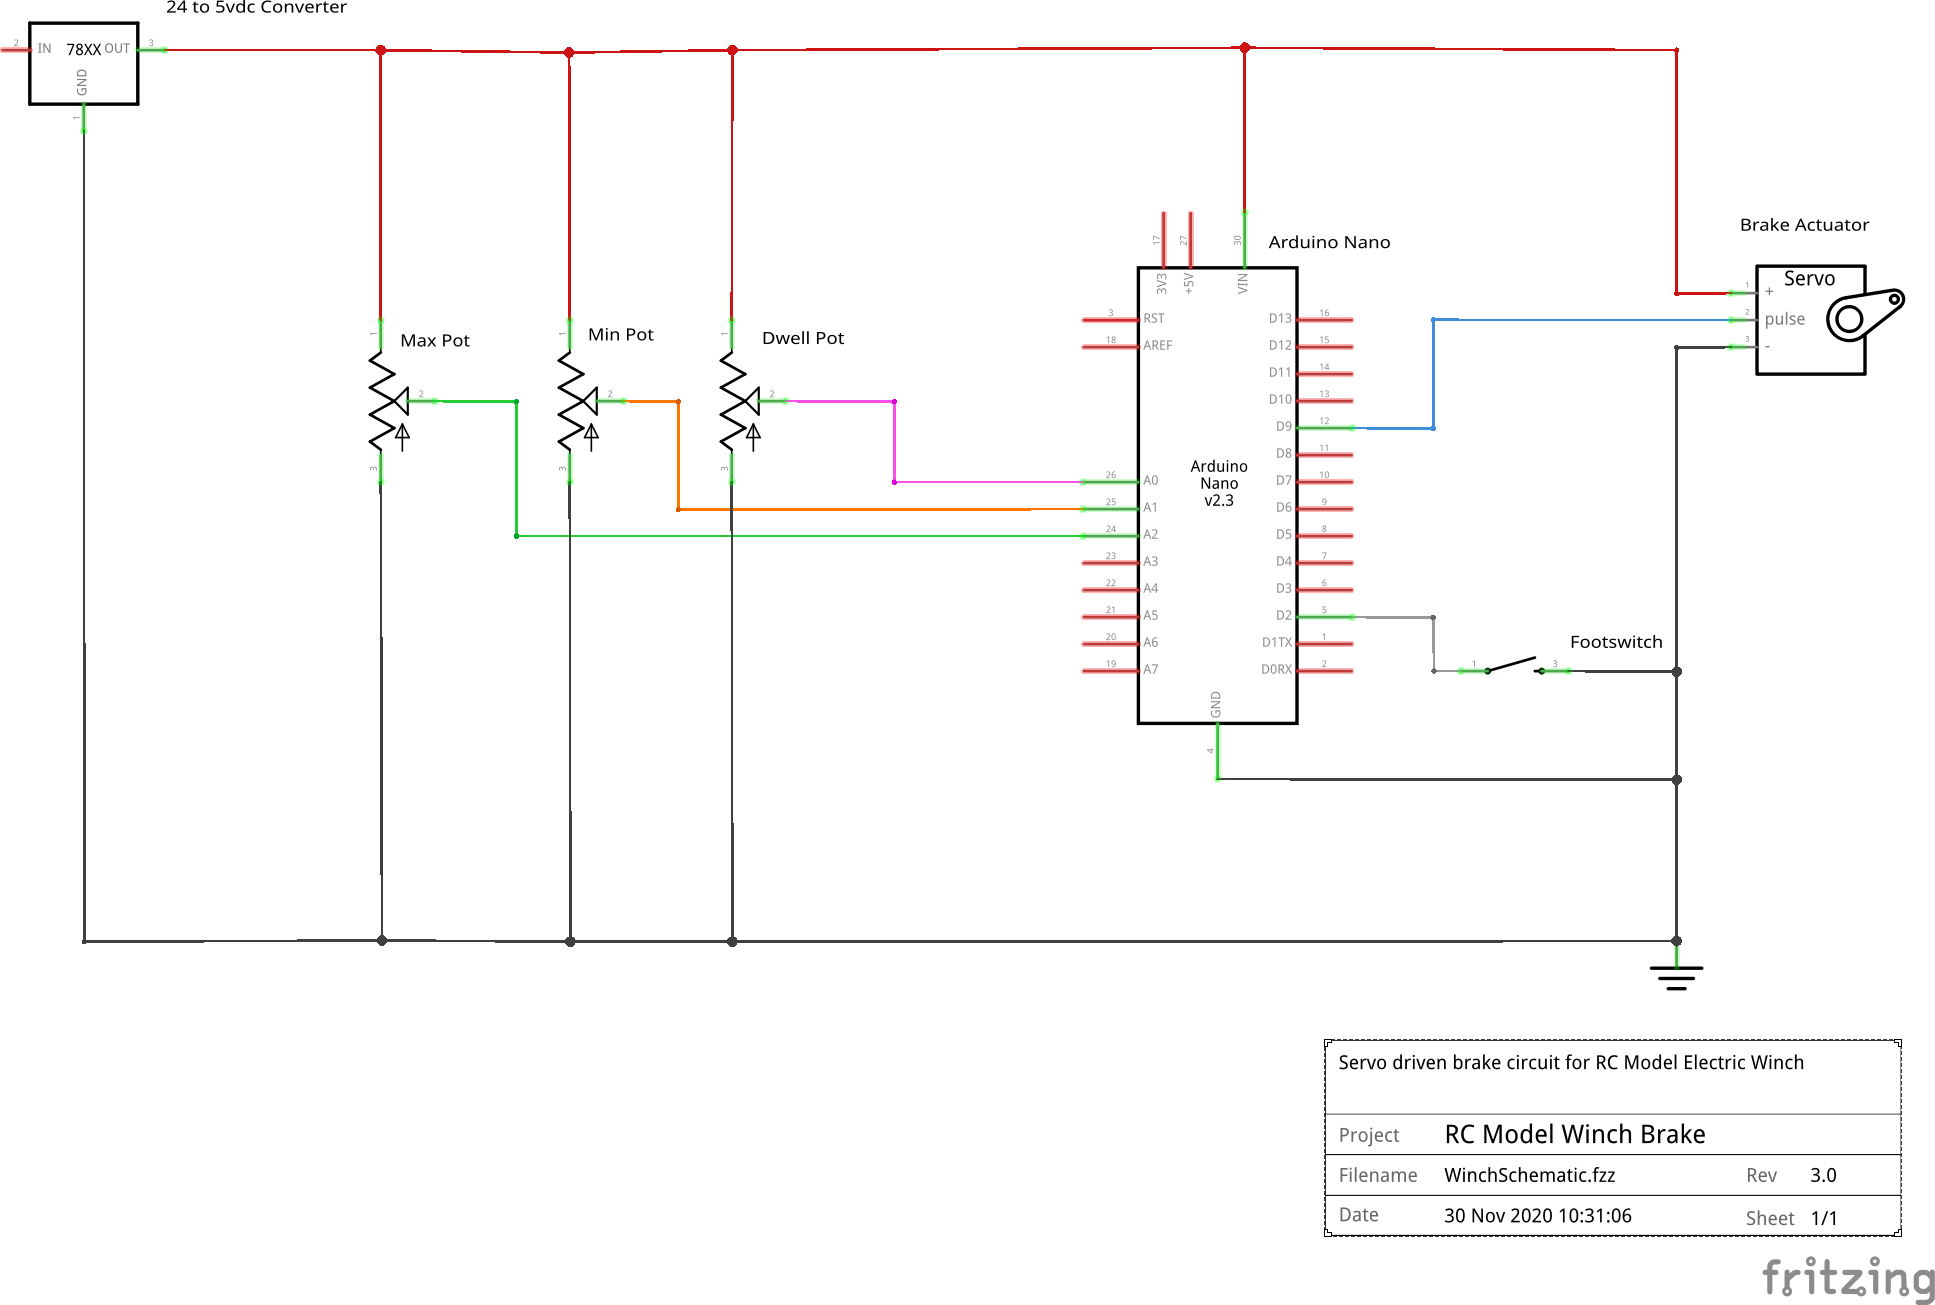 24 to 5vdc Converter
2 IN 78XX OUT 3
GND
1
Brake Actuator
Arduino Nano
17 27 30
3V3 +5V VIN
Servo
1 +
2 pulse
3 -
Max Pot
Min Pot
Dwell Pot
1 1 1
2 2 2
3 3 3
3 RST D13 16
18 AREF D12 15
D11 14
D10 13
D9 12
D8 11
Arduino
Nano
v2.3
26 A0 D7 10
25 A1 D6 9
24 A2 D5 8
23 A3 D4 7
22 A4 D3 6
21 A5 D2 5
20 A6 D1TX 1
19 A7 D0RX 2
GND
4
Footswitch
1 3
Servo driven brake circuit for RC Model Electric Winch
Project RC Model Winch Brake
Filename WinchSchematic.fzz Rev 3.0
Date 30 Nov 2020 10:31:06 Sheet 1/1
fritzing